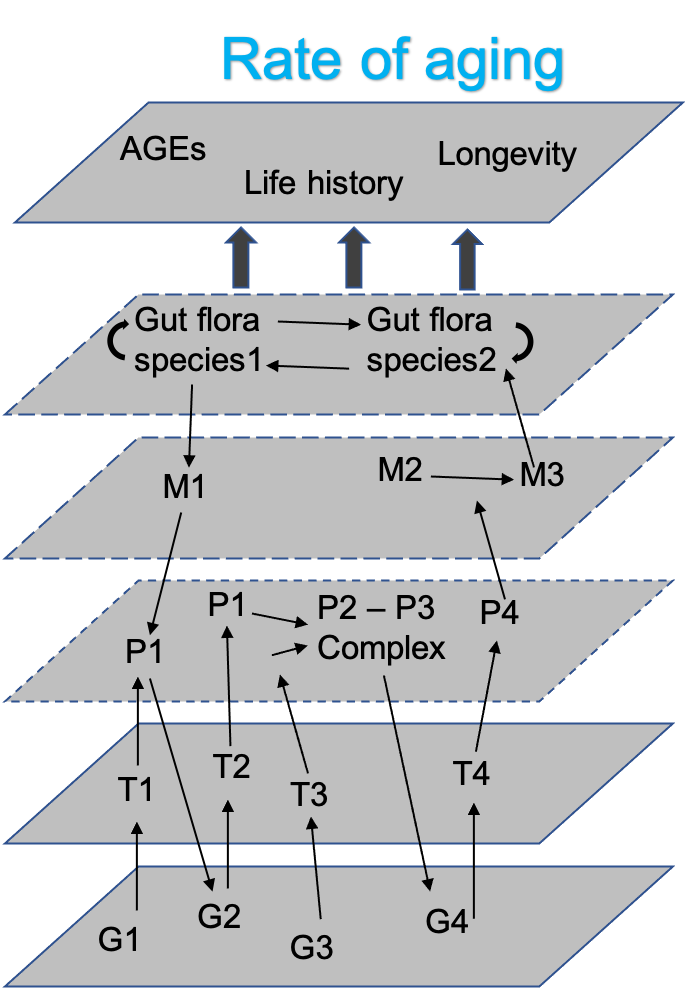 Rate of aging
AGEs
Longevity
Life history
Gut flora
species1
Gut flora
species2
M1
M2
M3
P1
P1
P2 – P3
Complex
P4
T1
T2
T3
T4
G1
G2
G3
G4